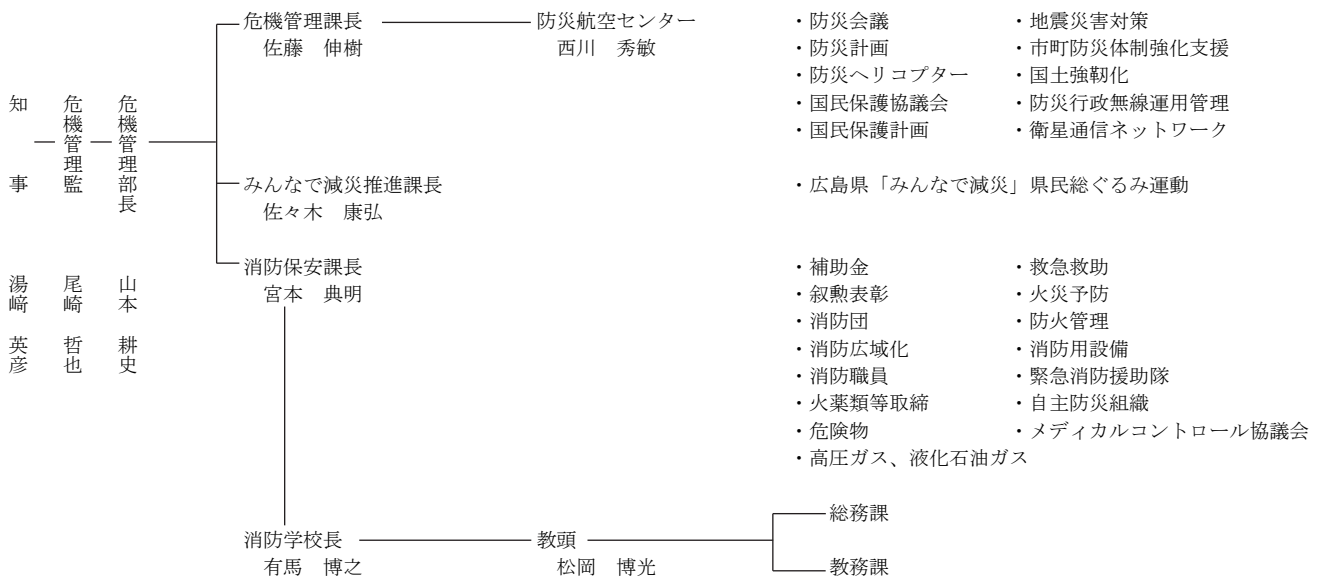 知事
湯﨑 英彦
危機管理監
尾崎 哲也
危機管理部長
山本 耕史
危機管理課長
佐藤 伸樹
防災航空センター
西川 秀敏
・防災会議
・防災計画
・防災ヘリコプター
・国民保護協議会
・国民保護計画
・地震災害対策
・市町防災体制強化支援
・国土強靭化
・防災行政無線運用管理
・衛星通信ネットワーク
みんなで減災推進課長
佐々木 康弘
・広島県「みんなで減災」県民総ぐるみ運動
消防保安課長
宮本 典明
・補助金
・叙勲表彰
・消防団
・消防広域化
・消防職員
・火薬類等取締
・危険物
・高圧ガス、液化石油ガス
・救急救助
・火災予防
・防火管理
・消防用設備
・緊急消防援助隊
・自主防災組織
・メディカルコントロール協議会
消防学校長
有馬 博之
教頭
松岡 博光
総務課
教務課